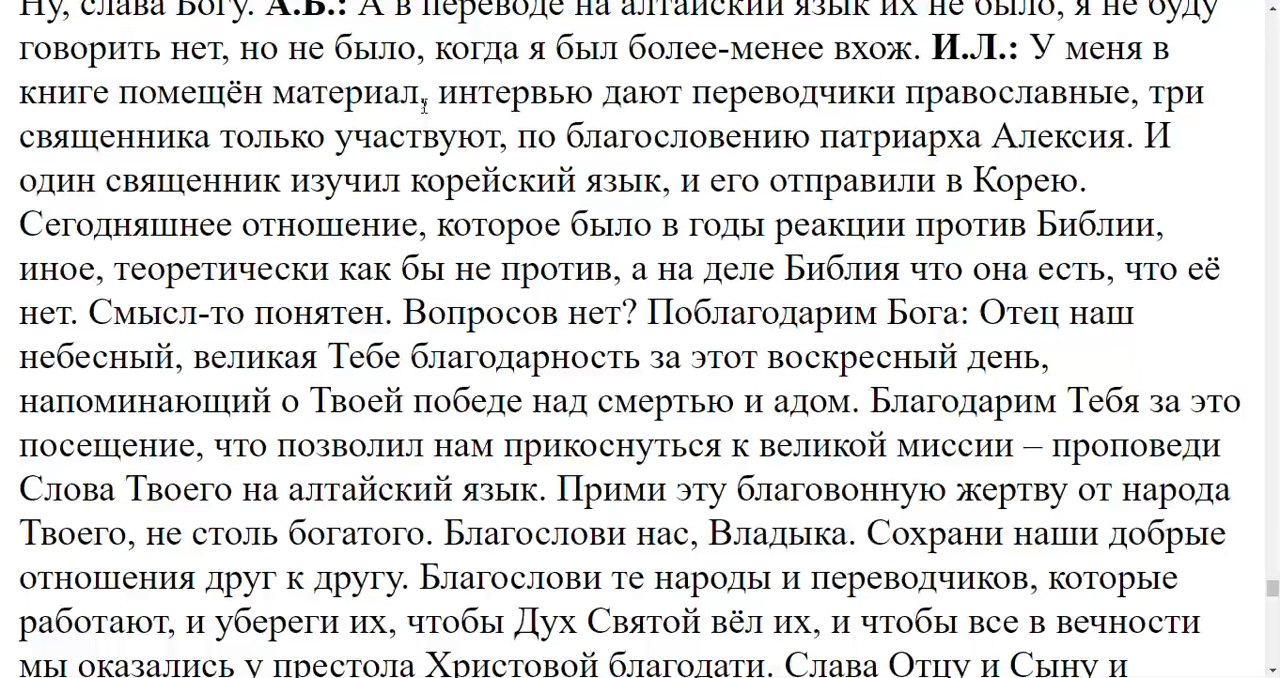 Ну, слава Богу. А.Б.: А в переводе на алтайский язык их не было, я не буду
говорить нет, но не было, когда я был более-менее вхож. И.Л.: У меня в
книге помещён материал, интервью дают переводчики православные, три
священника только участвуют, по благословению патриарха Алексия. И
один священник изучил корейский язык, и его отправили в Корею.
Сегодняшнее отношение, которое было в годы реакции против Библии,
иное, теоретически как бы не против, а на деле Библия что она есть, что её
нет. Смысл-то понятен. Вопросов нет? Поблагодарим Бога: Отец наш
небесный, великая Тебе благодарность за этот воскресный день,
напоминающий о Твоей победе над смертью и адом. Благодарим Тебя за это
посещение, что позволил нам прикоснуться к великой миссии – проповеди
Слова Твоего на алтайский язык. Прими эту благовонную жертву от народа
Твоего, не столь богатого. Благослови нас, Владыка. Сохрани наши добрые
отношения друг к другу. Благослови те народы и переводчиков, которые
работают, и убереги их, чтобы Дух Святой вёл их, и чтобы все в вечности
мы оказались у престола Христовой благодати. Слава Отцу и Сыну и